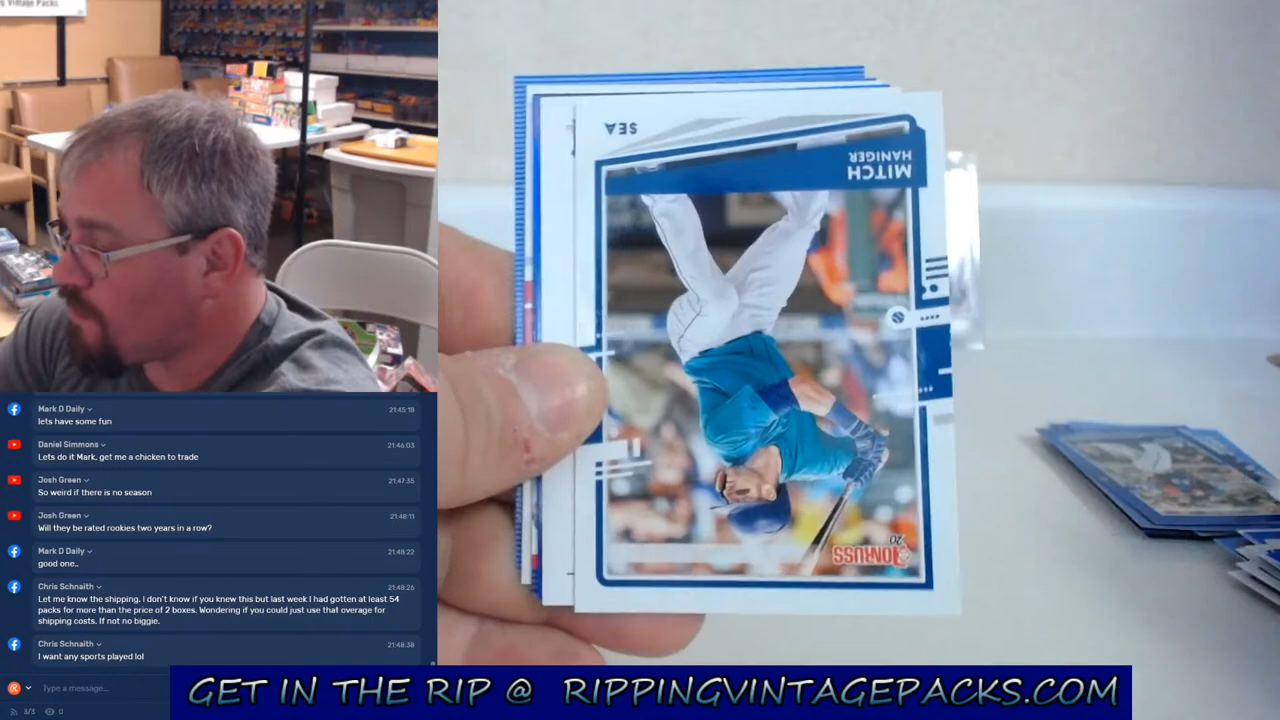 g Vintage Packs
Mark D Daily 21:45:18
lets have some fun
Daniel Simmons 21:46:03
Lets do it Mark, get me a chicken to trade
Josh Green 21:47:35
So weird if there is no season
Josh Green 21:48:11
Will they be rated rookies two years in a row?
Mark D Daily 21:48:22
good one..
Chris Schnaith 21:48:26
Let me know the shipping. I don't know if you knew this but last week I had gotten at least 54
packs for more than the price of 2 boxes. Wondering if you could just use that overage for
shipping costs. If not no biggie.
Chris Schnaith 21:48:38
I want any sports played lol
Type a message...
3/3 0
SEA
MITCH
HANIGER
20
DONRUSS
GET IN THE RIP @ RIPPINGVINTAGEPACKS.COM